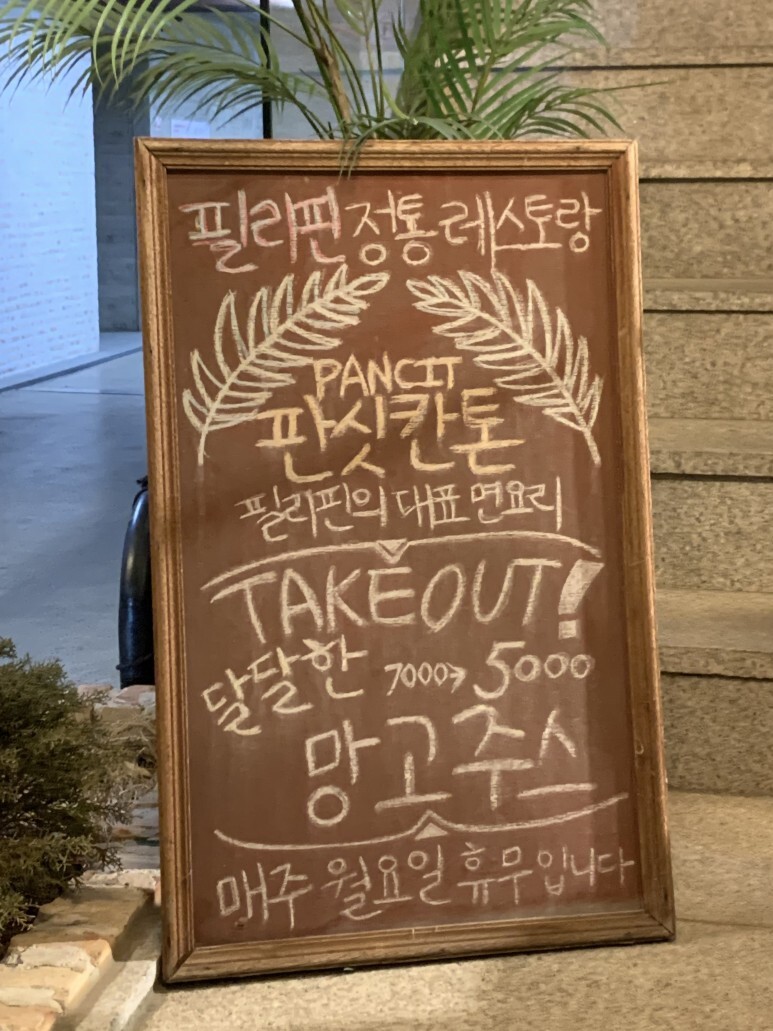 필리핀 정통 레스토랑
PANCIT
판싯칸톤
필리핀의 대표 면요리
TAKEOUT!
달달한 7000→ 5000
망고주스
매주 월요일 휴무입니다